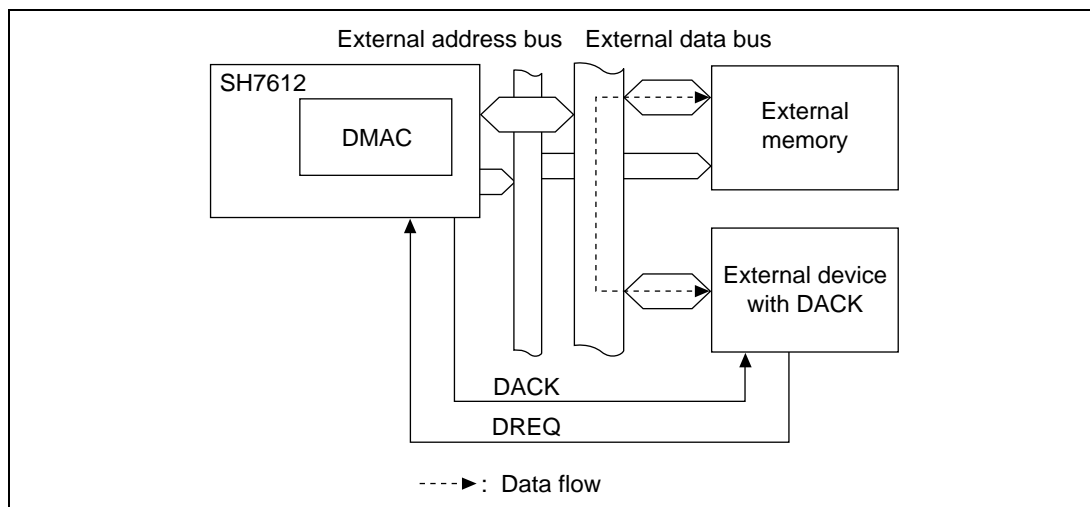 External address bus
External data bus
SH7612
DMAC
External
memory
External device
with DACK
DACK
DREQ
: Data flow